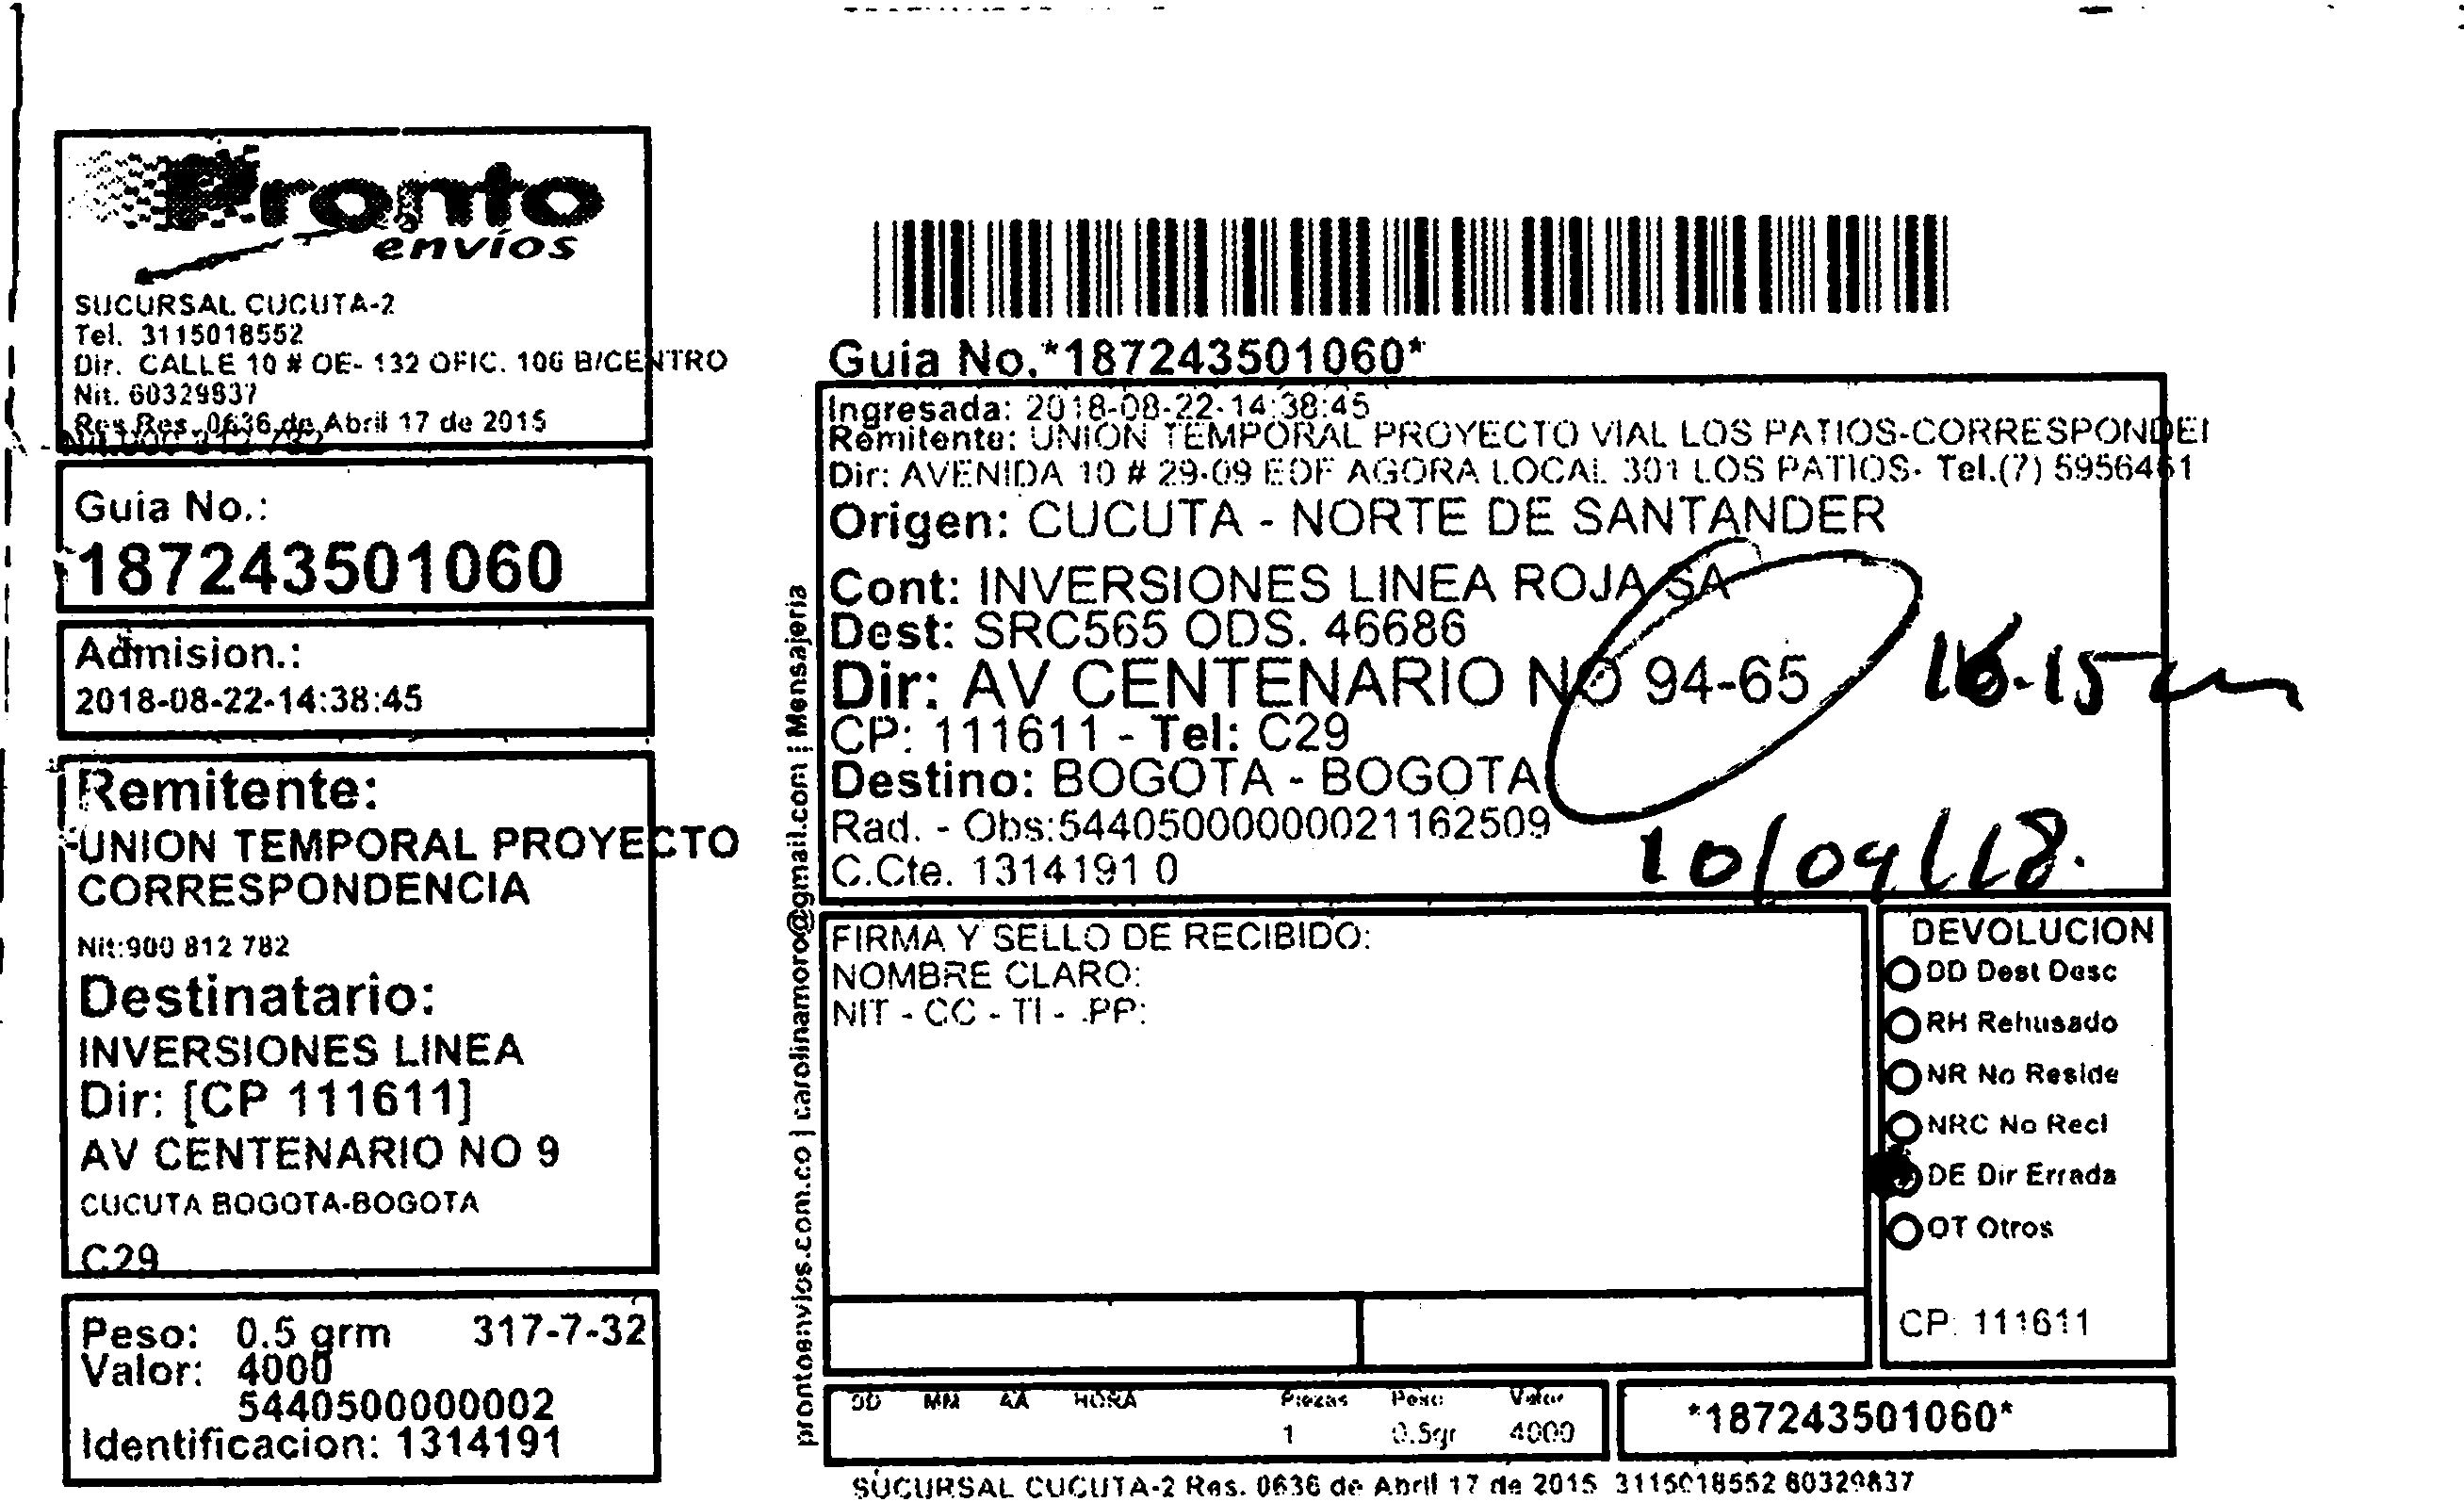 Pronto
envíos
SUCURSAL CUCUTA-2
Tel. 3115018552
Dir. CALLE 10 # OE- 132 OFIC. 106 B/CENTRO
Nit. 60329837
Res.Res. 0636 de Abril 17 de 2015
Guia No.:
187243501060
Admision.:
2018-08-22-14:38:45
Remitente:
UNION TEMPORAL PROYECTO
CORRESPONDENCIA
Nit:900 812 782
Destinatario:
INVERSIONES LINEA
Dir: [CP 111611]
AV CENTENARIO NO 9
CUCUTA BOGOTA-BOGOTA
C29
Peso: 0.5 grm 317-7-32
Valor: 4000
5440500000002
Identificacion: 1314191
prontoenvios.com.co | carolinamoro@gmail.com | Mensajeria
Guia No.*187243501060*
Ingresada: 2018-08-22-14:38:45
Remitente: UNION TEMPORAL PROYECTO VIAL LOS PATIOS-CORRESPONDEI
Dir: AVENIDA 10 # 29-09 EDF AGORA LOCAL 301 LOS PATIOS- Tel.(7) 5956461
Origen: CUCUTA - NORTE DE SANTANDER
Cont: INVERSIONES LINEA ROJA SA
Dest: SRC565 ODS. 46686
Dir: AV CENTENARIO NO 94-65
16-15
CP: 111611 - Tel: C29
Destino: BOGOTA - BOGOTA
Rad. - Obs:544050000000021162509
C.Cte. 1314191 0
10/09/18.
FIRMA Y SELLO DE RECIBIDO:
NOMBRE CLARO:
NIT - CC - TI - .PP:
DEVOLUCION
DD Dest Desc
RH Rehusado
NR No Reside
NRC No Recl
DE Dir Errada
OT Otros
CP: 111611
DD MM AA HORA Piezas Peso Valor
1 0.5gr 4000
*187243501060*
SUCURSAL CUCUTA-2 Res. 0636 de Abril 17 de 2015 3115018552 60329837